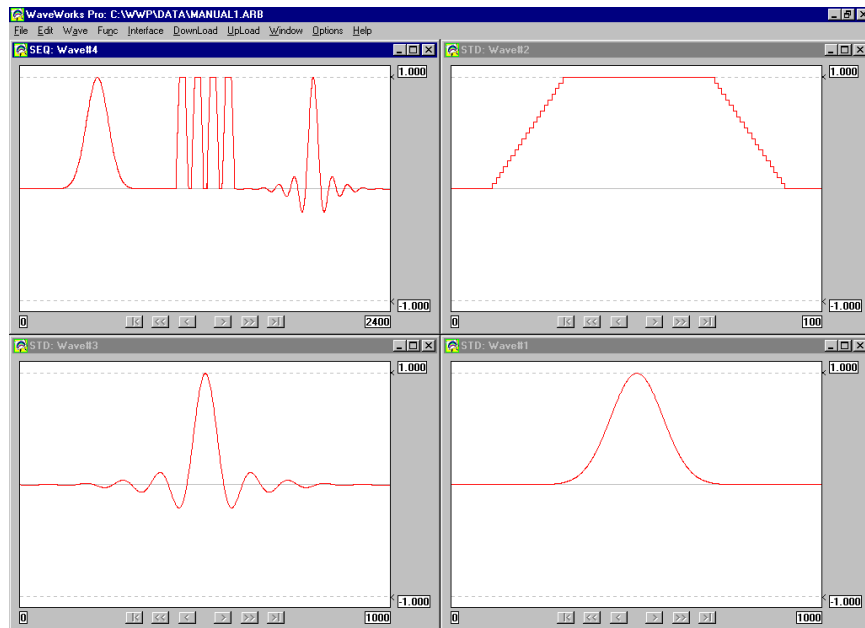 WaveWorks Pro: C:\WWP\DATA\MANUAL1.ARB
File Edit Wave Func Interface DownLoad UpLoad Window Options Help
SEQ: Wave#4
1.000
-1.000
0 |< << < > >> >| 2400
STD: Wave#2
1.000
-1.000
0 |< << < > >> >| 100
STD: Wave#3
1.000
-1.000
0 |< << < > >> >| 1000
STD: Wave#1
1.000
-1.000
0 |< << < > >> >| 1000